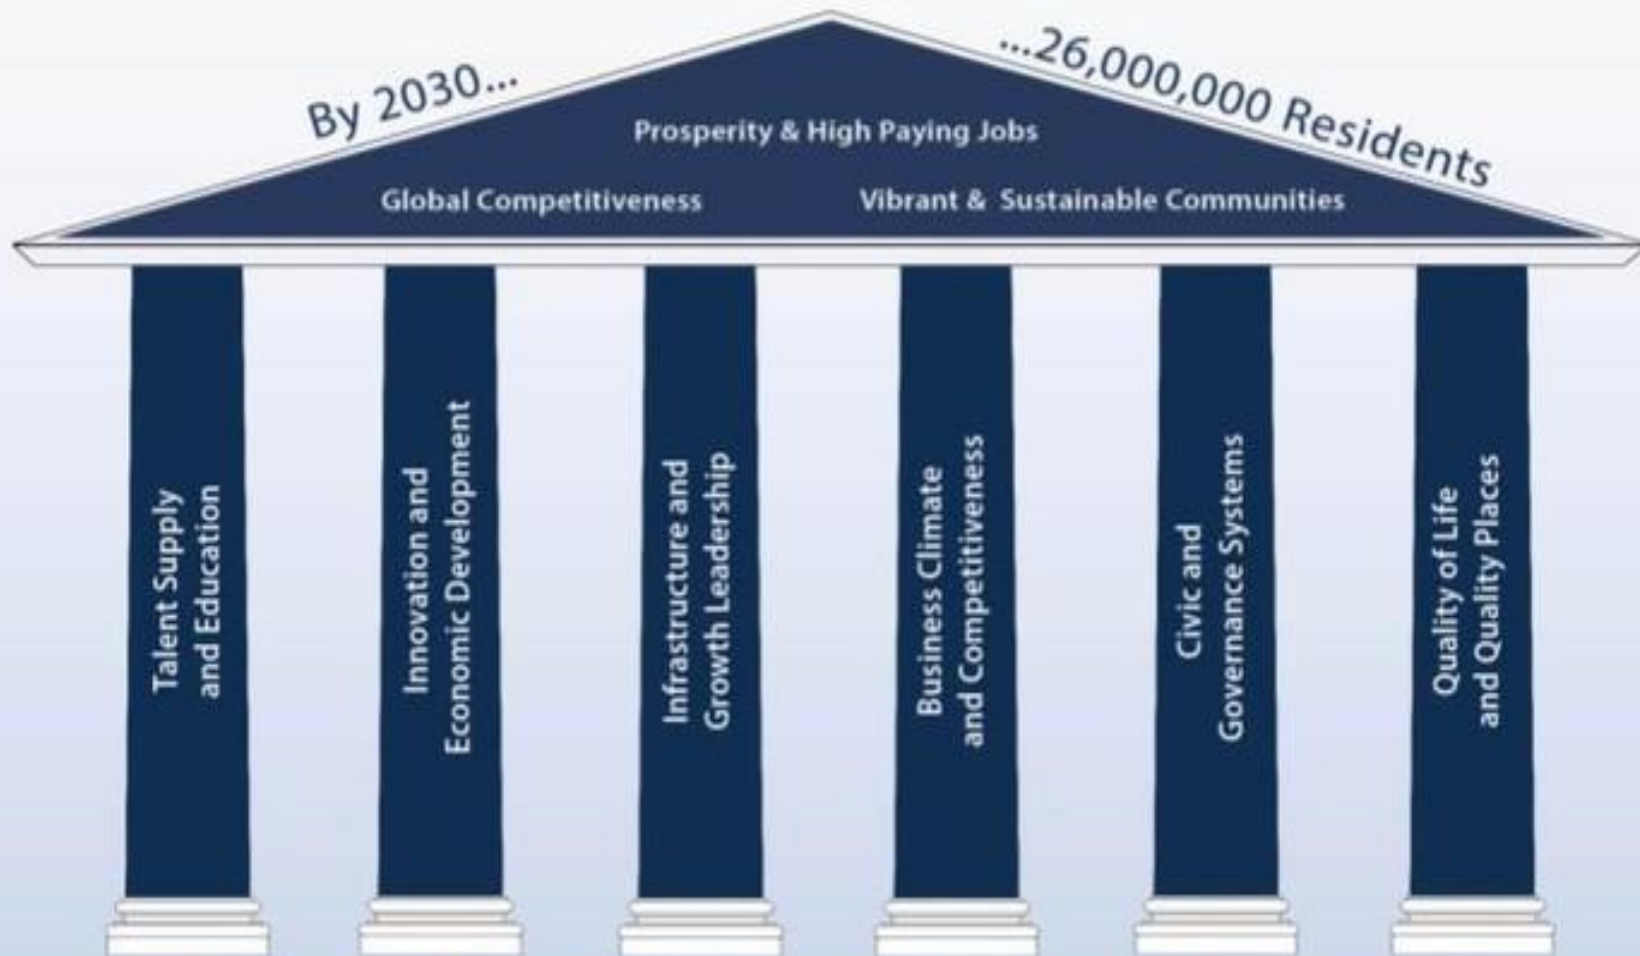 By 2030...
...26,000,000 Residents
Prosperity & High Paying Jobs
Global Competitiveness
Vibrant & Sustainable Communities
Talent Supply
and Education
Innovation and
Economic Development
Infrastructure and
Growth Leadership
Business Climate
and Competitiveness
Civic and
Governance Systems
Quality of Life
and Quality Places